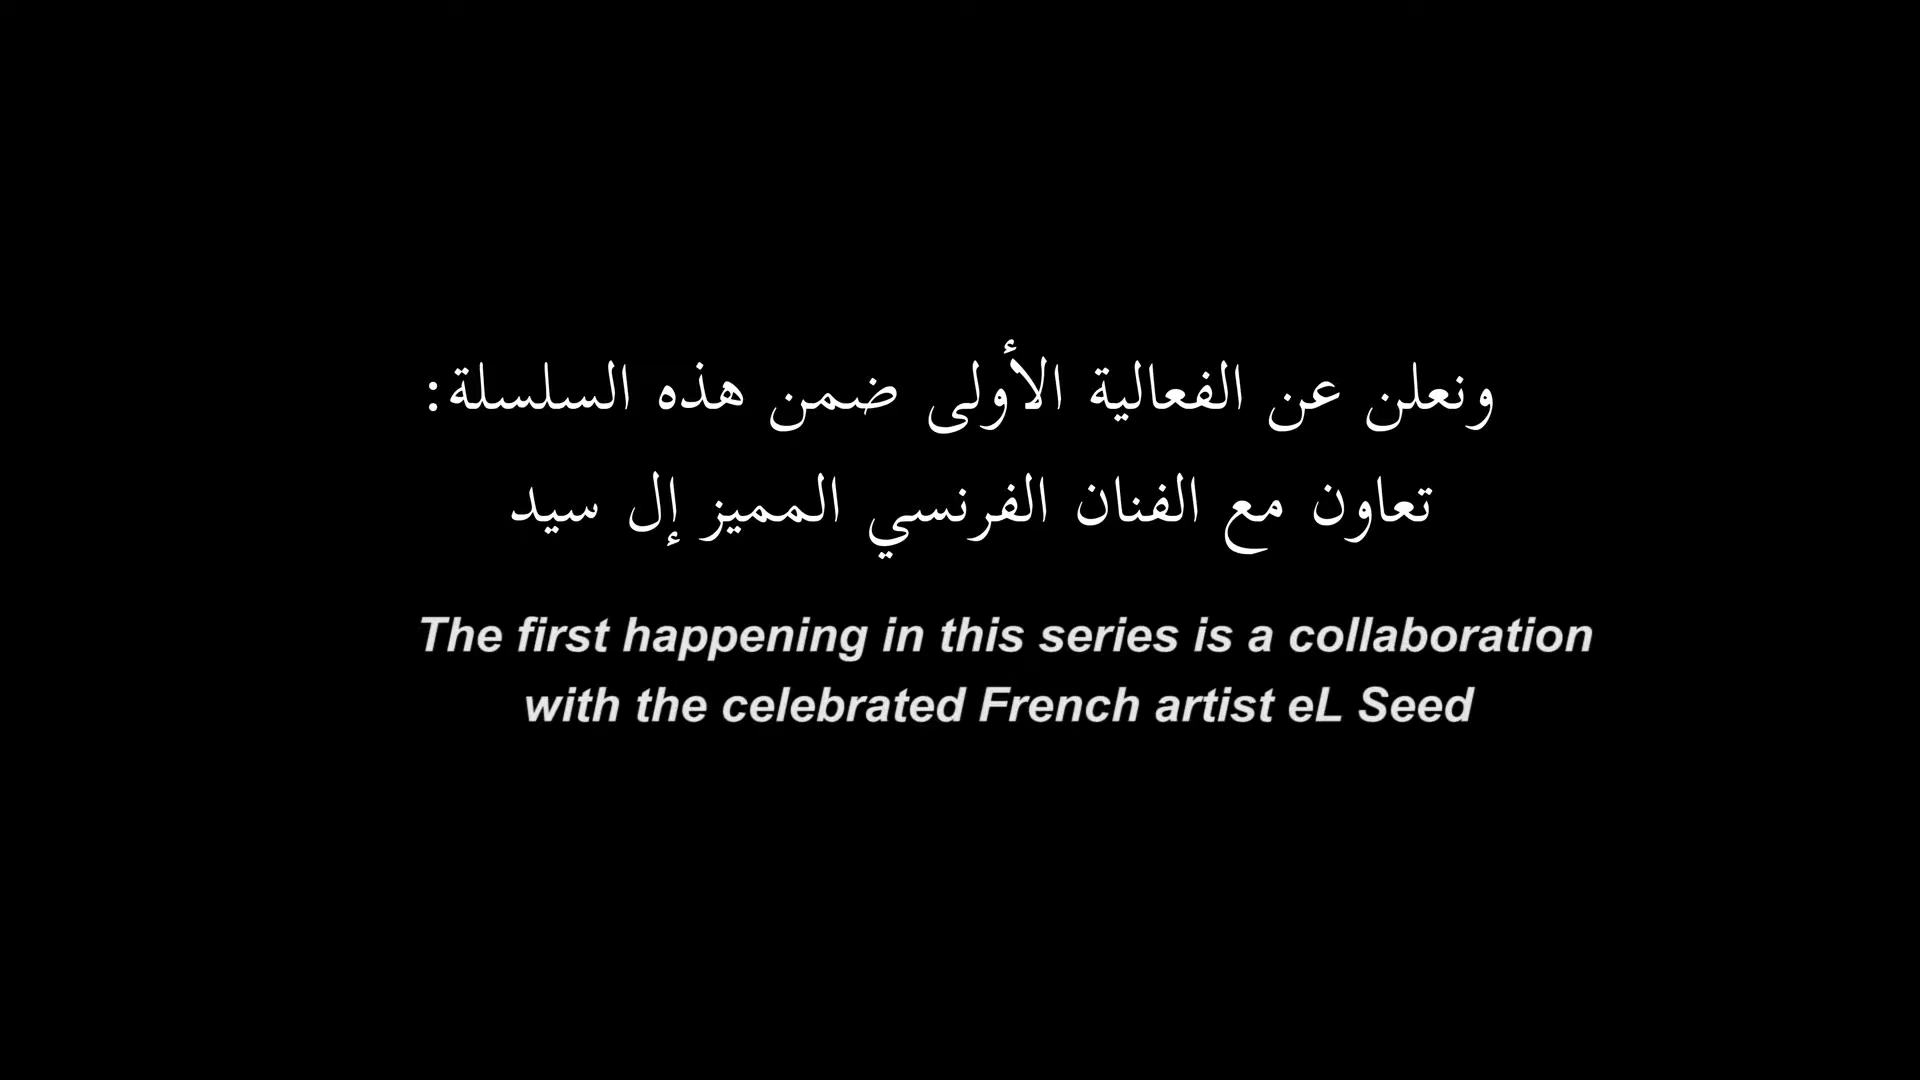 ونعلن عن الفعالية الأولى ضمن هذه السلسلة:
تعاون مع الفنان الفرنسي المميز إل سيد
The first happening in this series is a collaboration
with the celebrated French artist eL Seed